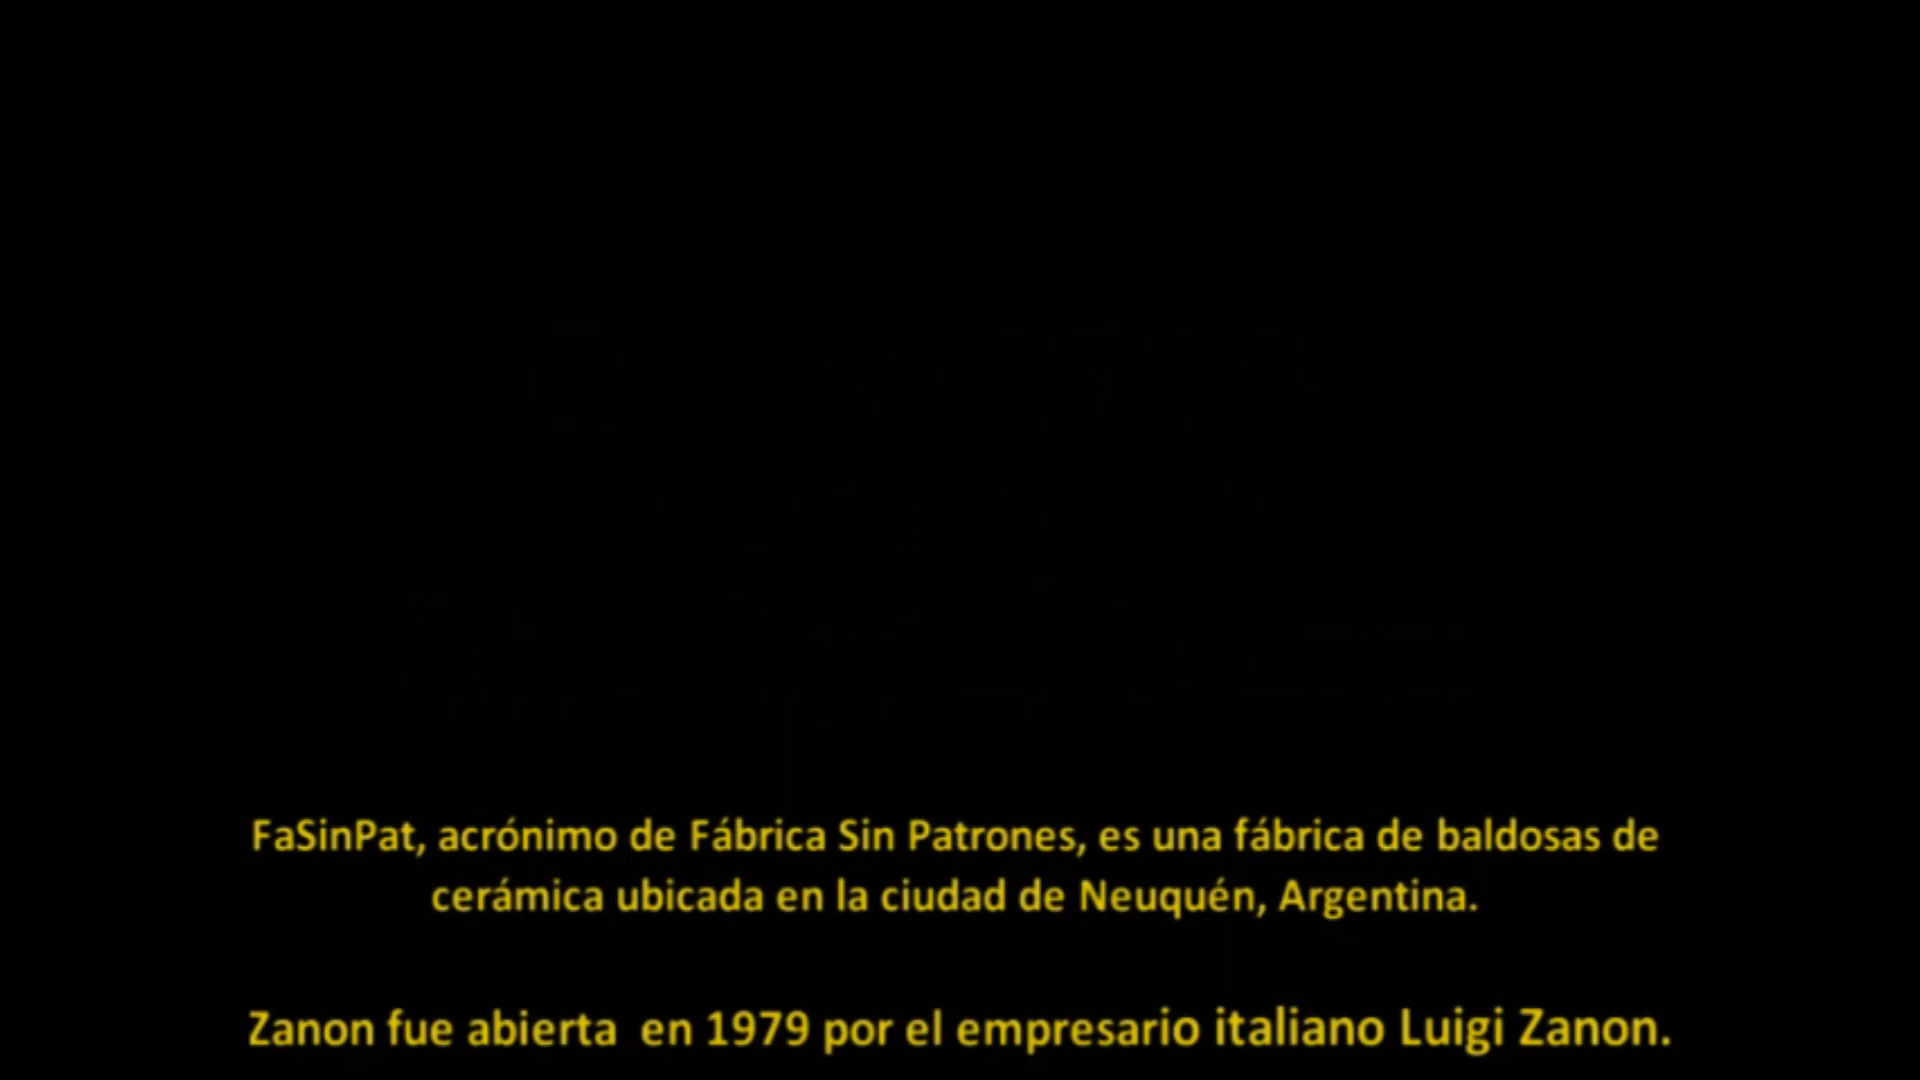 FaSinPat, acrónimo de Fábrica Sin Patrones, es una fábrica de baldosas de
cerámica ubicada en la ciudad de Neuquén, Argentina.
Zanon fue abierta  en 1979 por el empresario italiano Luigi Zanon.